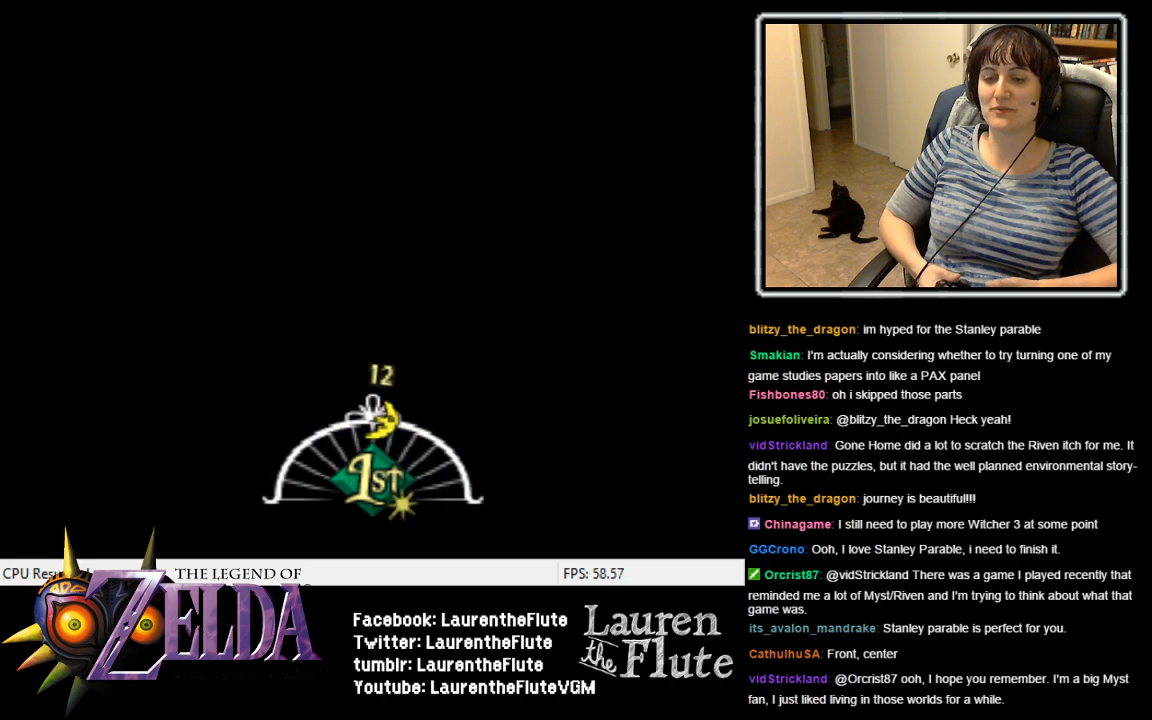 12
1st
CPU
FPS: 58.57
THE LEGEND OF
ZELDA
Facebook: LaurentheFlute
Twitter: LaurentheFlute
tumblr: LaurentheFlute
Youtube: LaurentheFluteVGM
Lauren
the Flute
blitzy_the_dragon: im hyped for the Stanley parable
Smakian: I'm actually considering whether to try turning one of my
game studies papers into like a PAX panel
Fishbones80: oh i skipped those parts
josuefoliveira: @blitzy_the_dragon Heck yeah!
vidStrickland: Gone Home did a lot to scratch the Riven itch for me. It
didn't have the puzzles, but it had the well planned environmental story-
telling.
blitzy_the_dragon: journey is beautiful!!!
Chinagame: I still need to play more Witcher 3 at some point
GGCrono: Ooh, I love Stanley Parable, i need to finish it.
Orcrist87: @vidStrickland There was a game I played recently that
reminded me a lot of Myst/Riven and I'm trying to think about what that
game was.
its_avalon_mandrake: Stanley parable is perfect for you.
CathulhuSA: Front, center
vidStrickland: @Orcrist87 ooh, I hope you remember. I'm a big Myst
fan, I just liked living in those worlds for a while.